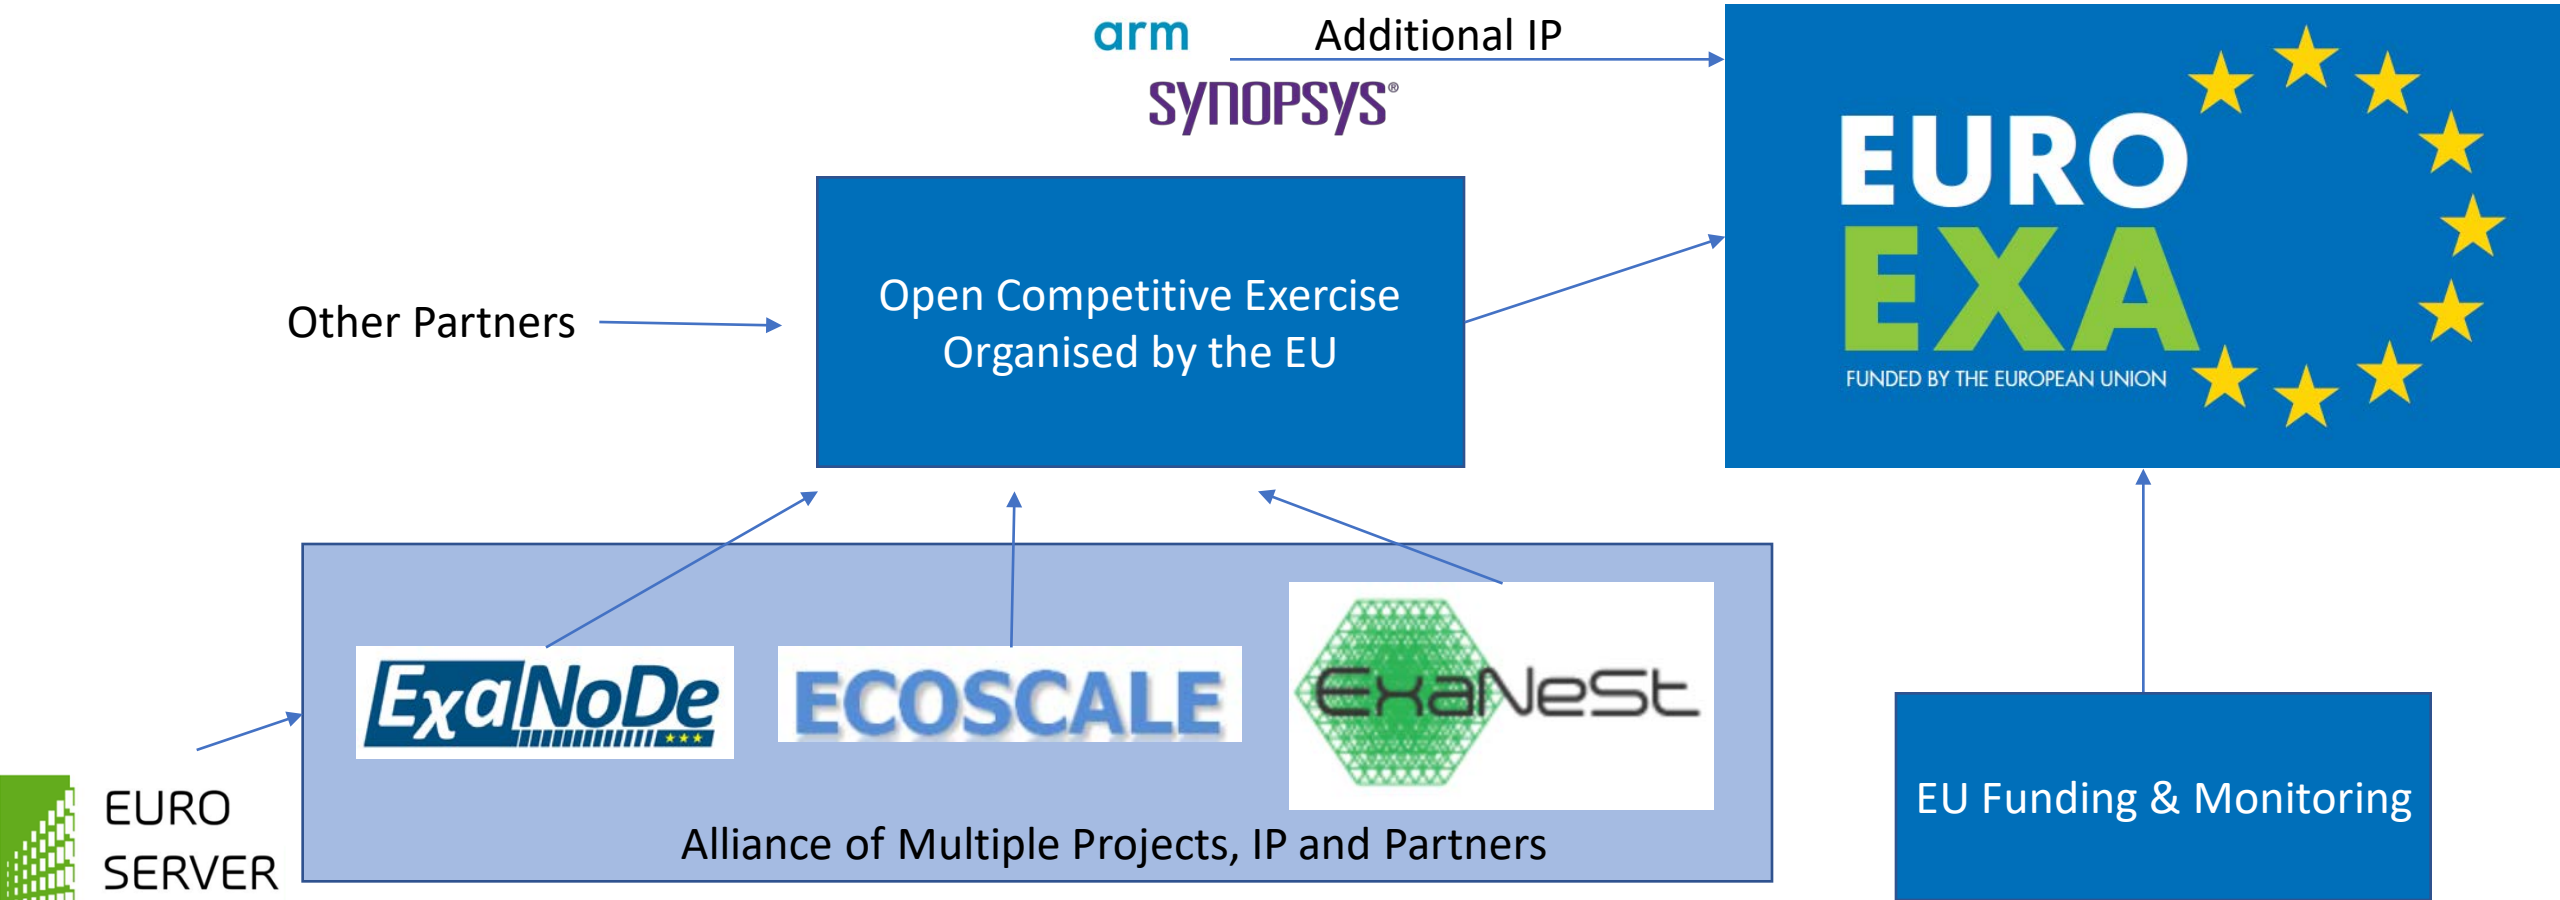 arm
Additional IP
SYNOPSYS®
EURO
EXA
FUNDED BY THE EUROPEAN UNION
Open Competitive Exercise
Organised by the EU
Other Partners
ExaNoDe
ECOSCALE
ExaNeSt
Alliance of Multiple Projects, IP and Partners
EURO
SERVER
EU Funding & Monitoring